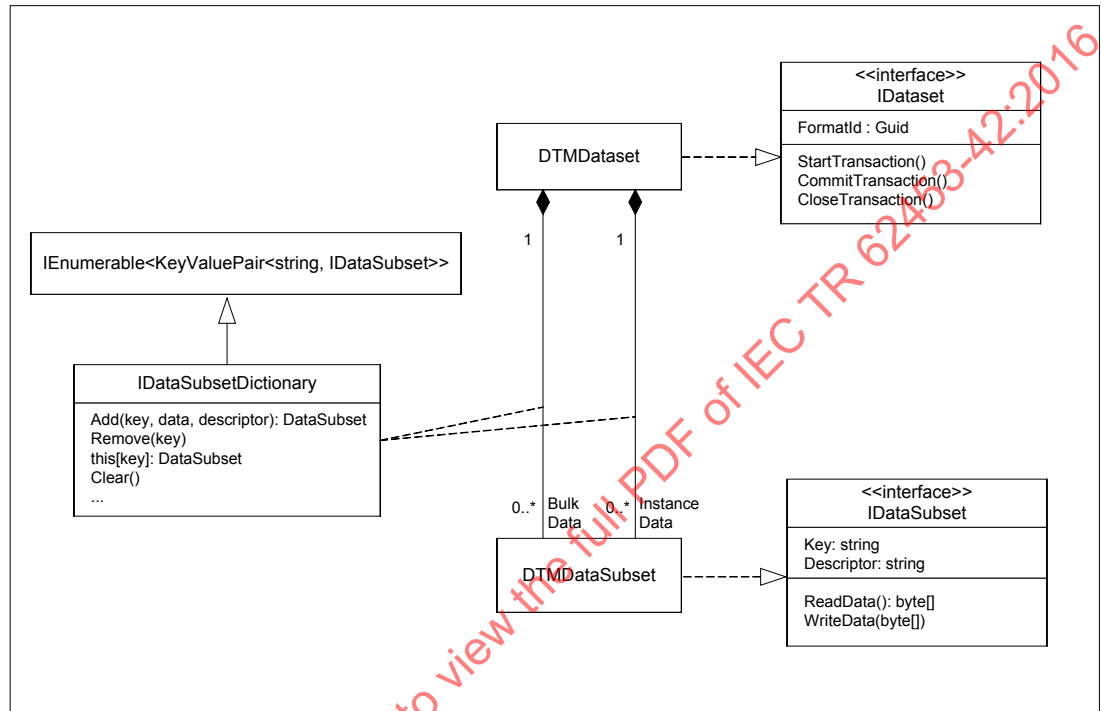 <<interface>>
IDataset
FormatId : Guid
StartTransaction()
CommitTransaction()
CloseTransaction()
DTMDataset
1
1
IEnumerable<KeyValuePair<string, IDataSubset>>
IDataSubsetDictionary
Add(key, data, descriptor): DataSubset
Remove(key)
this[key]: DataSubset
Clear()
...
0..* Bulk
Data
0..* Instance
Data
DTMDataSubset
<<interface>>
IDataSubset
Key: string
Descriptor: string
ReadData(): byte[]
WriteData(byte[])
to view the full PDF of IEC TR 62453-42:2016